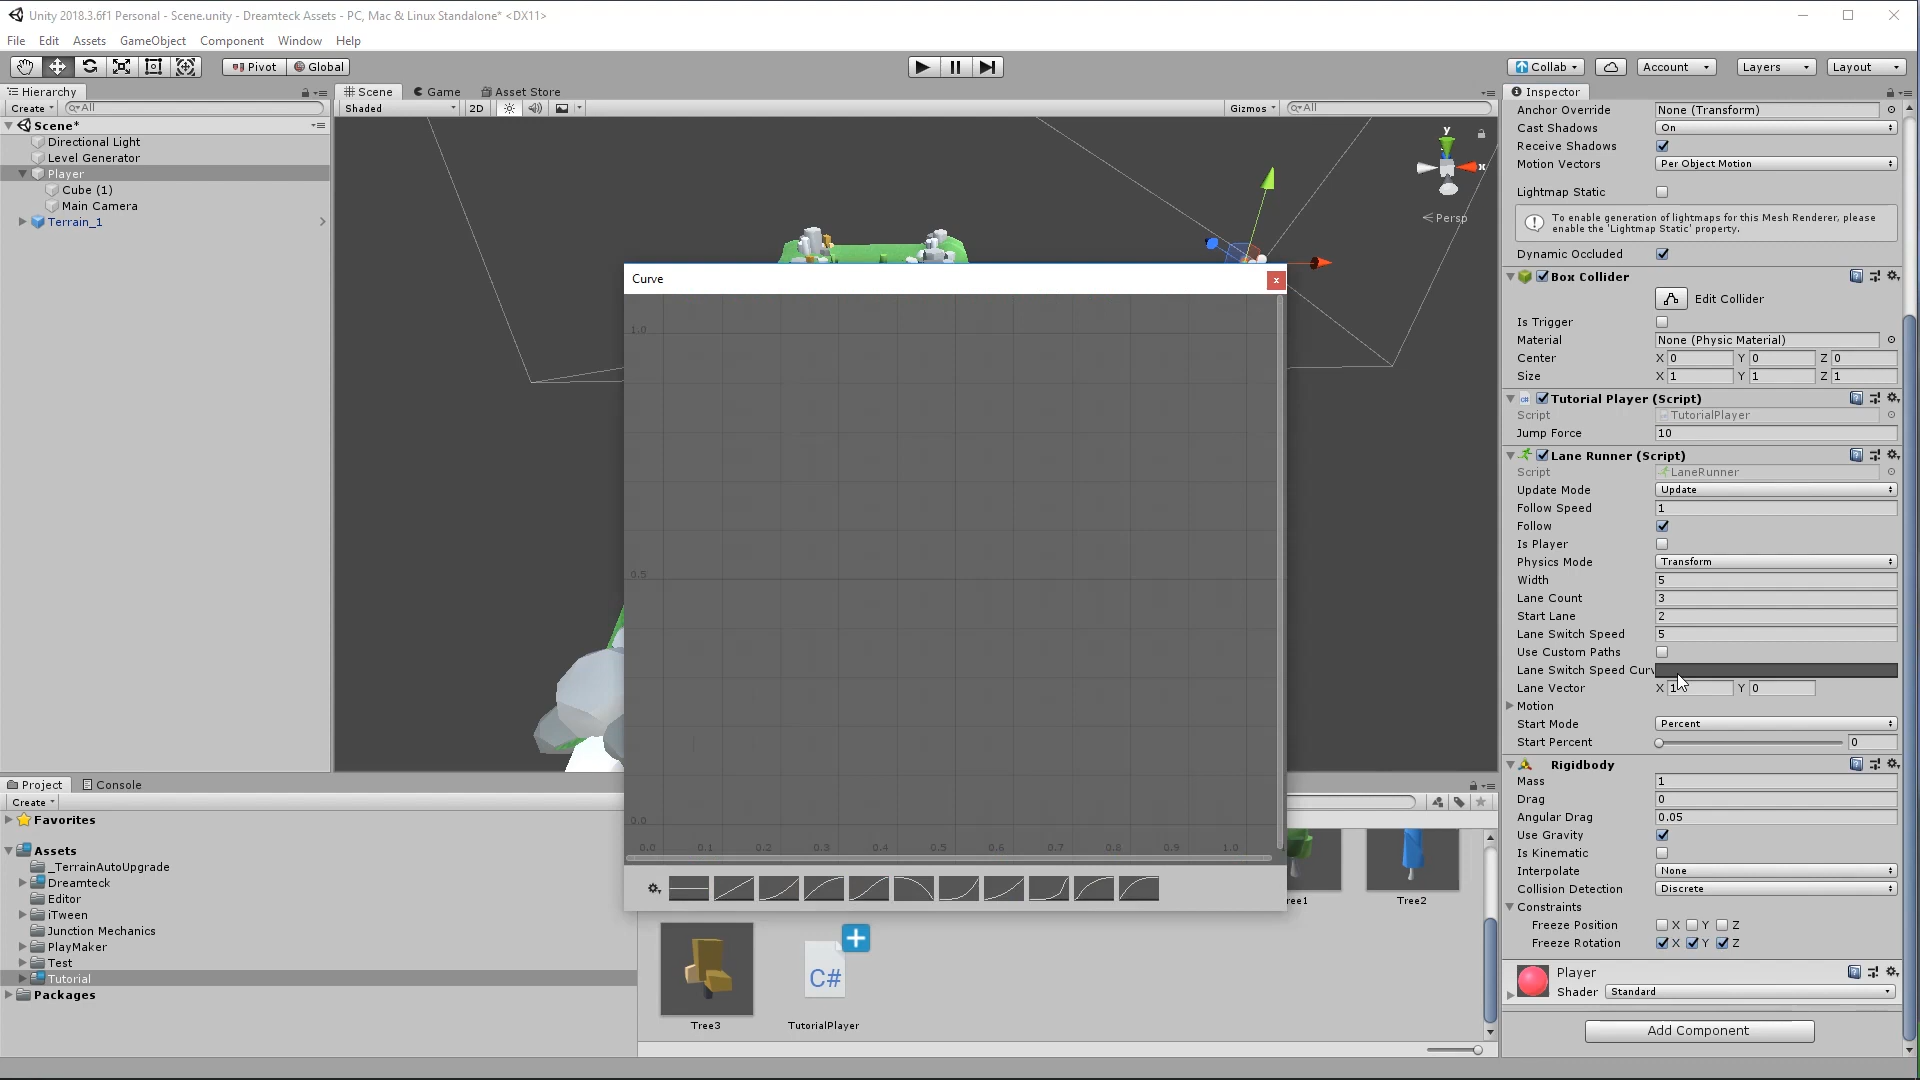 Unity 2018.3.6f1 Personal - Scene.unity - Dreamteck Assets - PC, Mac & Linux Standalone* <DX11>
File Edit Assets GameObject Component Window Help
Pivot Global
Collab Account Layers Layout
Hierarchy
Create All
Scene*
Directional Light
Level Generator
Player
Cube (1)
Main Camera
Terrain_1
Scene Game Asset Store
Shaded 2D Gizmos All
y
x
Persp
Curve
x
1.0
0.5
0.0
0.0 0.1 0.2 0.3 0.4 0.5 0.6 0.7 0.8 0.9 1.0
Inspector
Anchor Override None (Transform)
Cast Shadows On
Receive Shadows
Motion Vectors Per Object Motion
Lightmap Static
To enable generation of lightmaps for this Mesh Renderer, please
enable the 'Lightmap Static' property.
Dynamic Occluded
Box Collider
Edit Collider
Is Trigger
Material None (Physic Material)
Center X 0 Y 0 Z 0
Size X 1 Y 1 Z 1
Tutorial Player (Script)
Script TutorialPlayer
Jump Force 10
Lane Runner (Script)
Script LaneRunner
Update Mode Update
Follow Speed 1
Follow
Is Player
Physics Mode Transform
Width 5
Lane Count 3
Start Lane 2
Lane Switch Speed 5
Use Custom Paths
Lane Switch Speed Cur
Lane Vector X 1 Y 0
Motion
Start Mode Percent
Start Percent 0
Rigidbody
Mass 1
Drag 0
Angular Drag 0.05
Use Gravity
Is Kinematic
Interpolate None
Collision Detection Discrete
Constraints
Freeze Position X Y Z
Freeze Rotation X Y Z
Player
Shader Standard
Add Component
Project Console
Create
Favorites
Assets
_TerrainAutoUpgrade
Dreamteck
Editor
iTween
Junction Mechanics
PlayMaker
Test
Tutorial
Packages
ee1
Tree2
C#
Tree3
TutorialPlayer